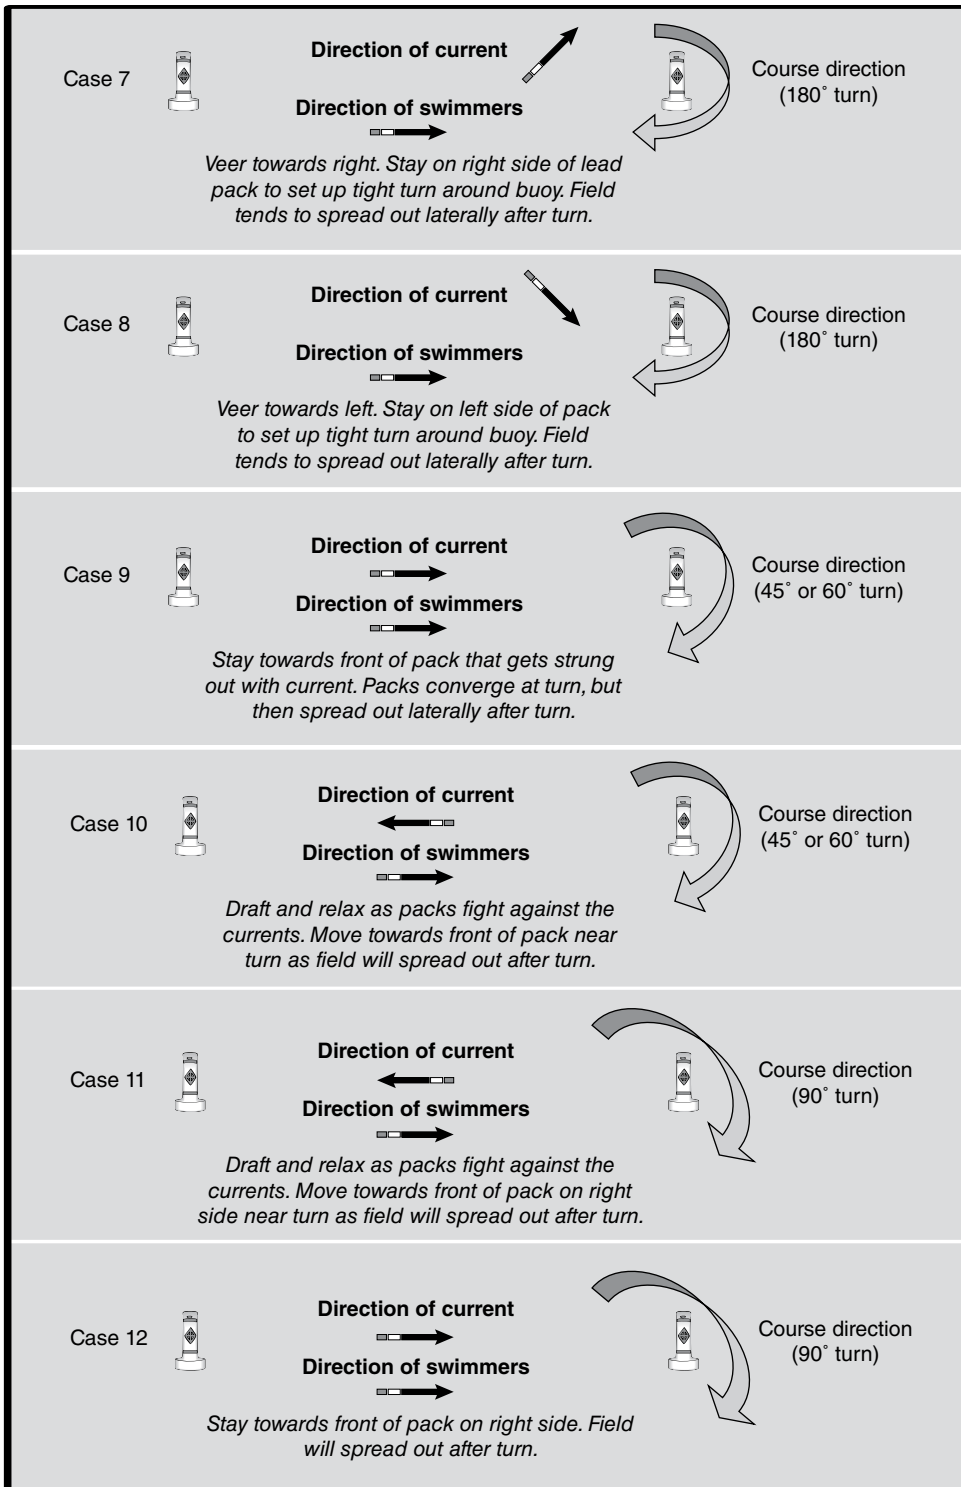 Case 7
Direction of current
Direction of swimmers
Course direction
(180˚ turn)
Veer towards right. Stay on right side of lead
pack to set up tight turn around buoy. Field
tends to spread out laterally after turn.
Case 8
Direction of current
Direction of swimmers
Course direction
(180˚ turn)
Veer towards left. Stay on left side of pack
to set up tight turn around buoy. Field
tends to spread out laterally after turn.
Case 9
Direction of current
Direction of swimmers
Course direction
(45˚ or 60˚ turn)
Stay towards front of pack that gets strung
out with current. Packs converge at turn, but
then spread out laterally after turn.
Case 10
Direction of current
Direction of swimmers
Course direction
(45˚ or 60˚ turn)
Draft and relax as packs fight against the
currents. Move towards front of pack near
turn as field will spread out after turn.
Case 11
Direction of current
Direction of swimmers
Course direction
(90˚ turn)
Draft and relax as packs fight against the
currents. Move towards front of pack on right
side near turn as field will spread out after turn.
Case 12
Direction of current
Direction of swimmers
Course direction
(90˚ turn)
Stay towards front of pack on right side. Field
will spread out after turn.